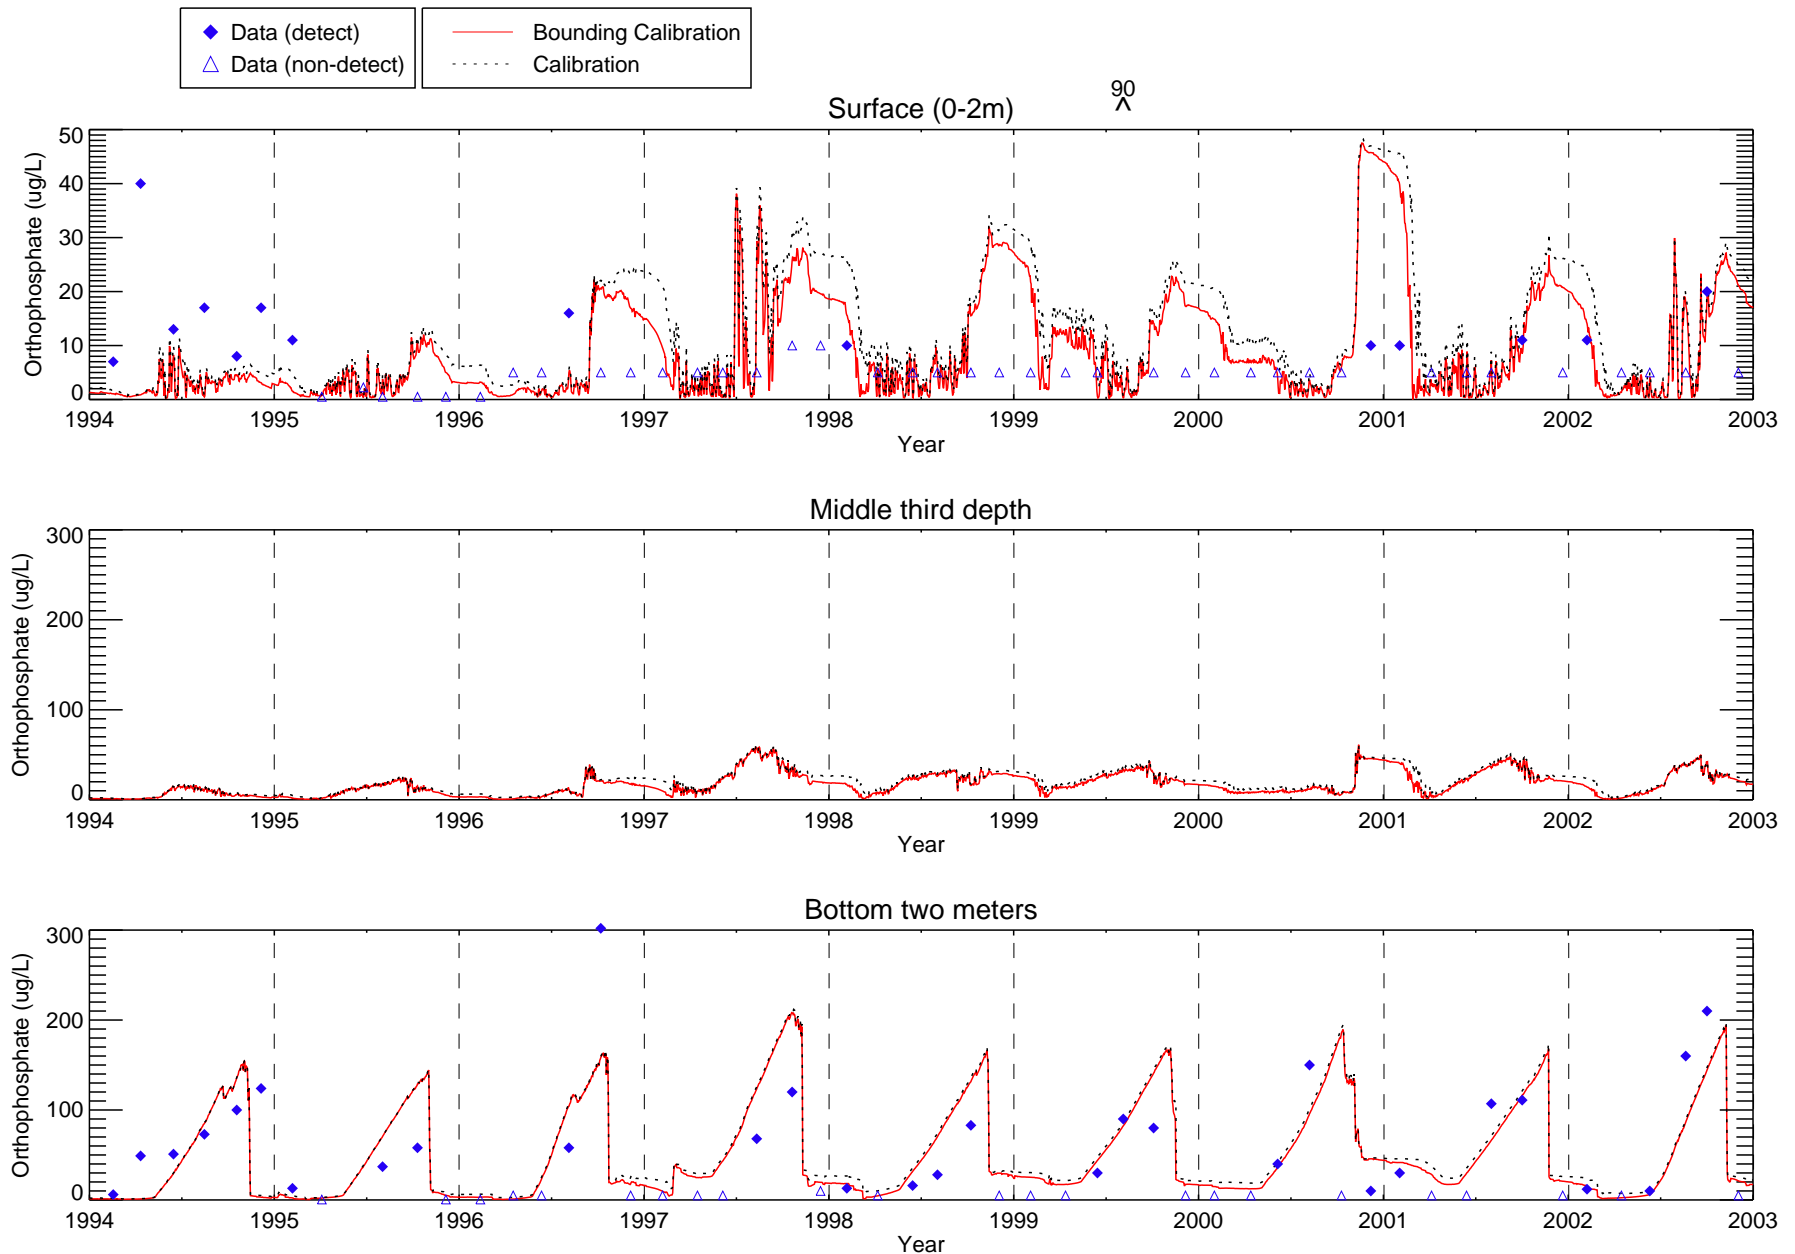 Data (detect)
Data (non-detect)
Bounding Calibration
Calibration
90
^
Surface (0-2m)
Orthophosphate (ug/L)
50
40
30
20
10
0
1994 1995 1996 1997 1998 1999 2000 2001 2002 2003
Year
Middle third depth
Orthophosphate (ug/L)
300
200
100
0
1994 1995 1996 1997 1998 1999 2000 2001 2002 2003
Year
Bottom two meters
Orthophosphate (ug/L)
300
200
100
0
1994 1995 1996 1997 1998 1999 2000 2001 2002 2003
Year